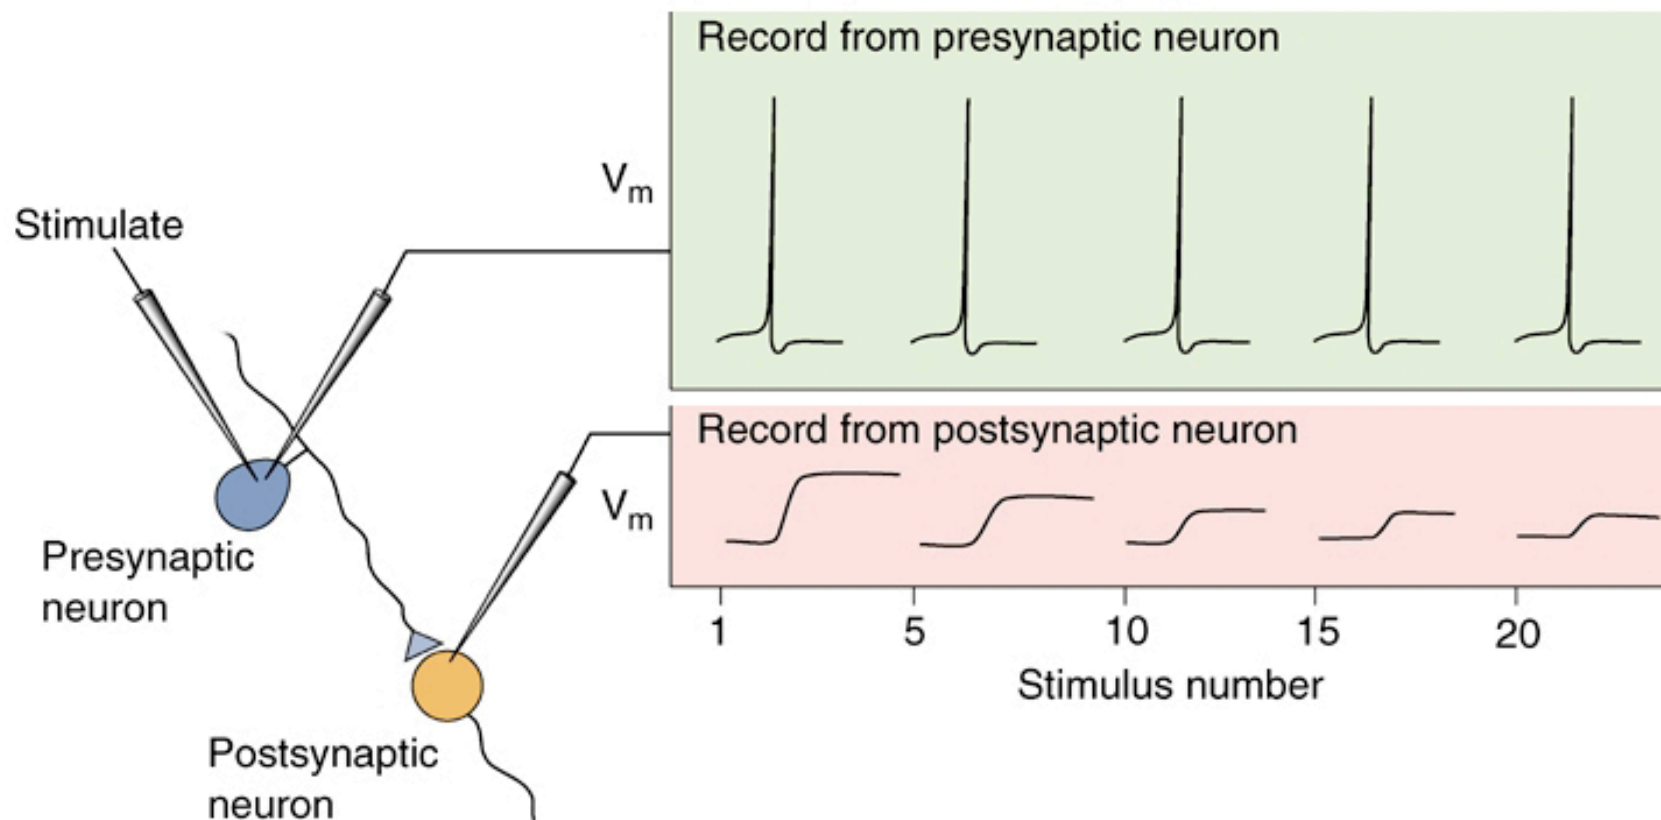 Record from presynaptic neuron
Vm
Stimulate
Record from postsynaptic neuron
Vm
Presynaptic
neuron
1 5 10 15 20
Stimulus number
Postsynaptic
neuron